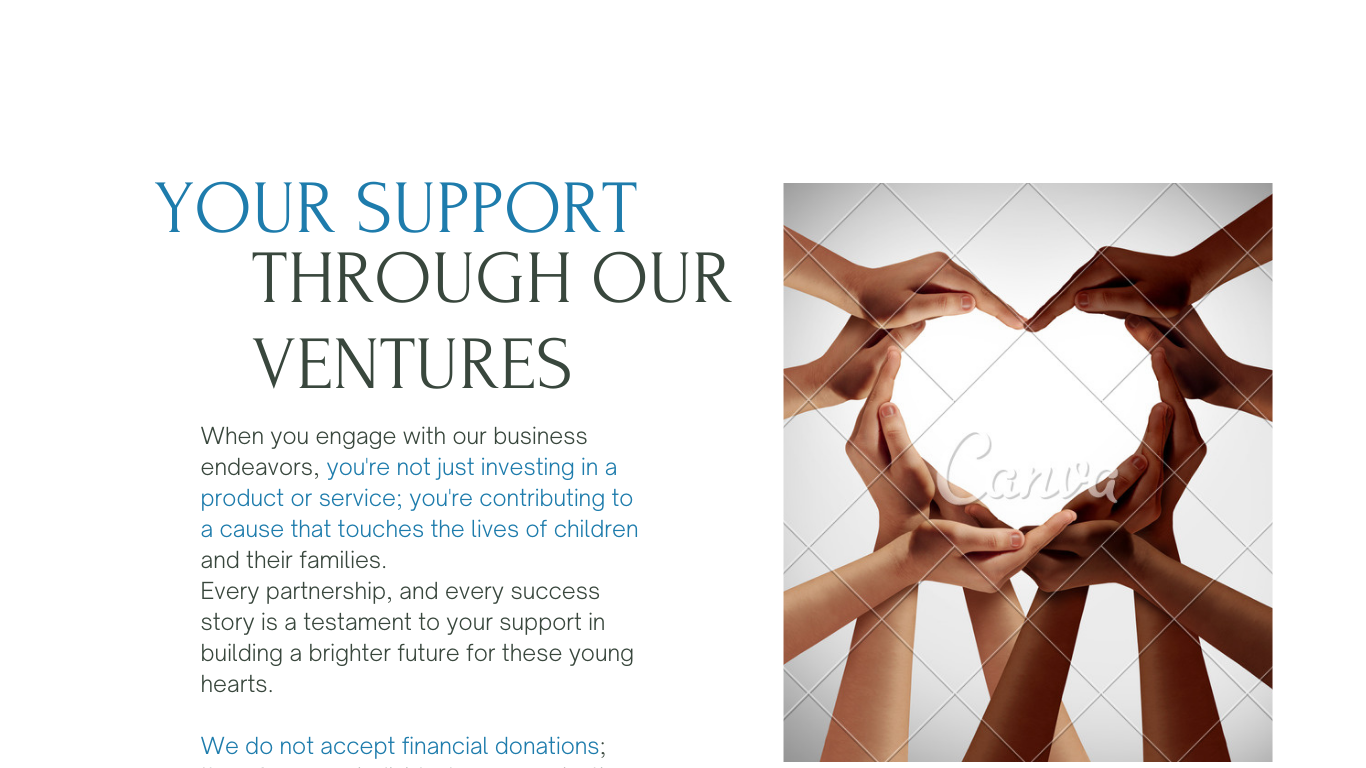 YOUR SUPPORT
THROUGH OUR
VENTURES
When you engage with our business
endeavors, you're not just investing in a
product or service; you're contributing to
a cause that touches the lives of children
and their families.
Every partnership, and every success
story is a testament to your support in
building a brighter future for these young
hearts.
We do not accept financial donations;
Canva